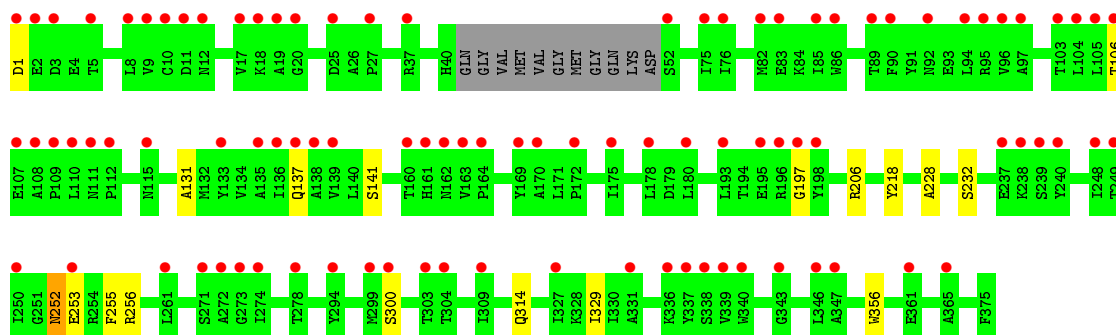 D1 E2 D3 E4 T5 L8 V9 C10 D11 N12 V17 K18 A19 G20 D25 A26 P27 R37 H40 GLN GLY VAL MET VAL GLY MET GLY GLN LYS ASP S52 I75 I76 M82 E83 K84 I85 W86 T89 F90 Y91 N92 E93 L94 R95 V96 A97 T103 L104 L105 T106
E107 A108 P109 L110 N111 P112 N115 A131 M132 Y133 V134 A135 I136 Q137 A138 V139 L140 S141 T160 H161 N162 V163 P164 Y169 A170 L171 P172 I175 L178 D179 L180 L193 T194 E195 R196 G197 Y198 R206 Y218 A228 S232 E237 K238 S239 Y240 I248 T249
I250 G251 N252 E253 R254 F255 R256 L261 S271 A272 G273 I274 T278 Y294 M299 S300 T303 T304 I309 Q314 I327 K328 I329 I330 A331 K336 Y337 S338 V339 W340 G343 L346 A347 W356 E361 A365 F375